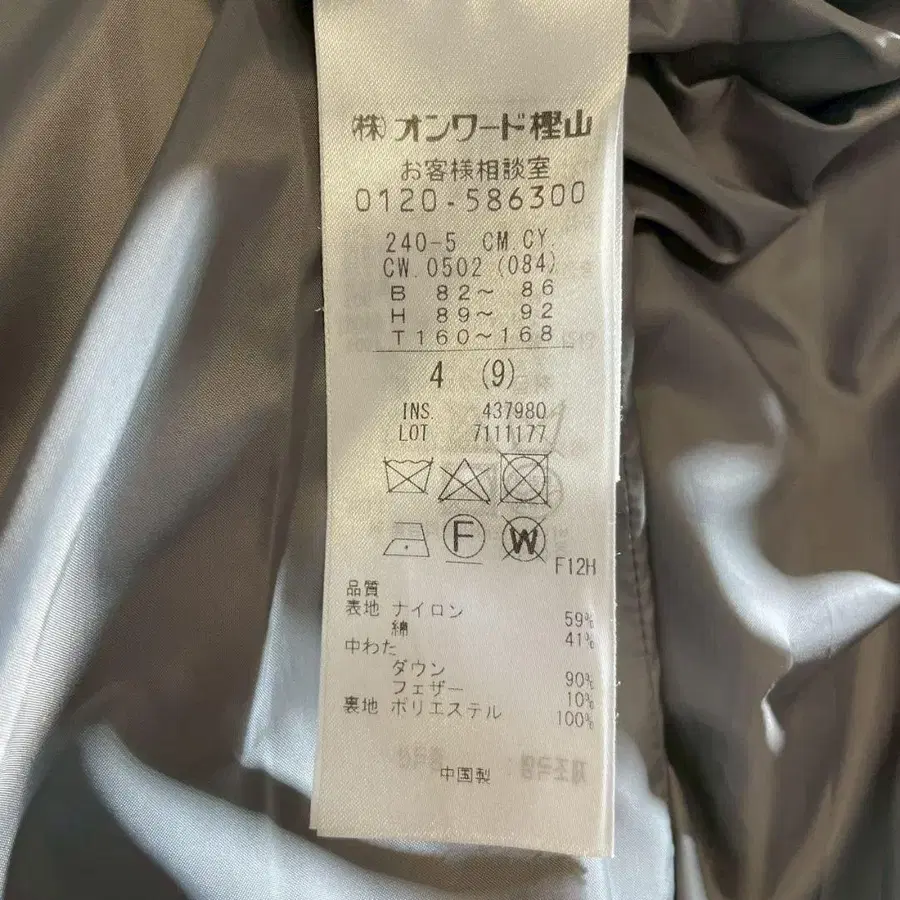 ㈱オンワード樫山
お客様相談室
0120-586300
240-5 CM.CY.
CW.0502(084)
B 82〜 86
H 89〜 92
T160〜168
4 (9)
INS. 437980
LOT 7111177
F
W
F12H
品質
表地 ナイロン 59%
綿 41%
中わた
ダウン 90%
フェザー 10%
裏地 ポリエステル 100%
中国製